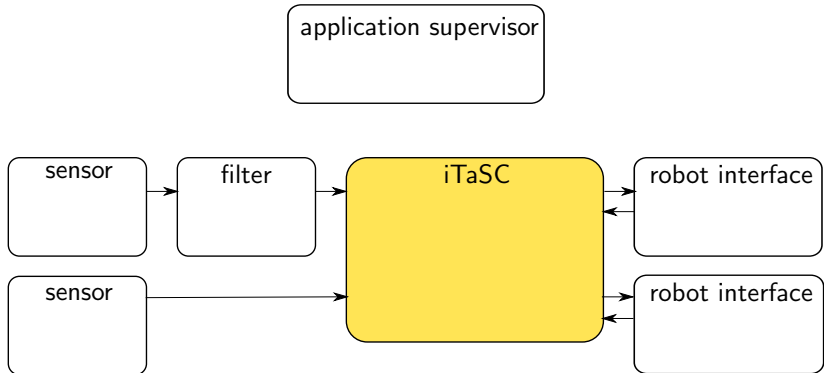 application supervisor
sensor
filter
iTaSC
robot interface
sensor
robot interface